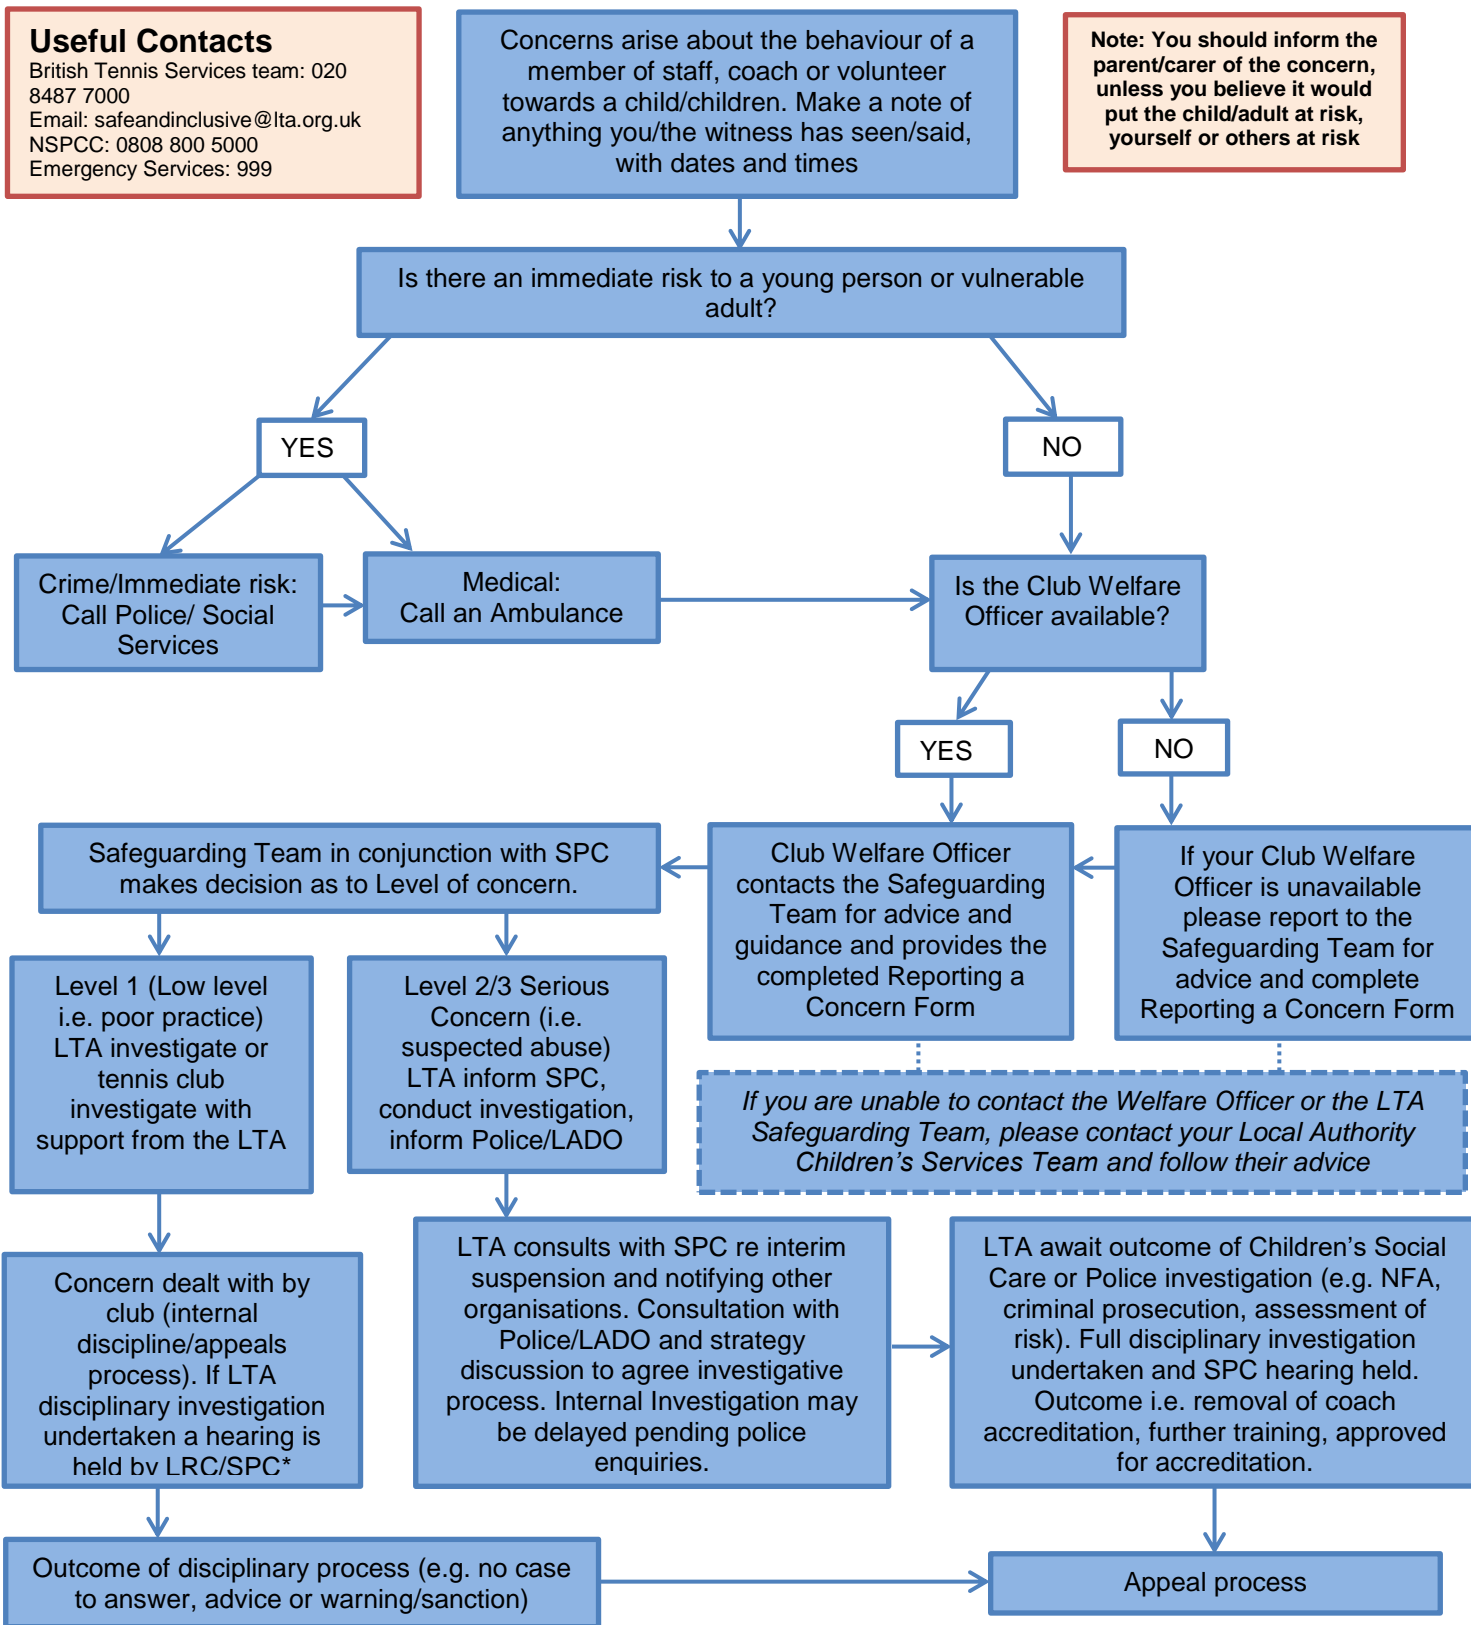 Useful Contacts
British Tennis Services team: 020
8487 7000
Email: safeandinclusive@lta.org.uk
NSPCC: 0808 800 5000
Emergency Services: 999
Concerns arise about the behaviour of a
member of staff, coach or volunteer
towards a child/children. Make a note of
anything you/the witness has seen/said,
with dates and times
Note: You should inform the
parent/carer of the concern,
unless you believe it would
put the child/adult at risk,
yourself or others at risk
Is there an immediate risk to a young person or vulnerable
adult?
YES
NO
Crime/Immediate risk:
Call Police/ Social
Services
Medical:
Call an Ambulance
Is the Club Welfare
Officer available?
YES
NO
Safeguarding Team in conjunction with SPC
makes decision as to Level of concern.
Club Welfare Officer
contacts the Safeguarding
Team for advice and
guidance and provides the
completed Reporting a
Concern Form
If your Club Welfare
Officer is unavailable
please report to the
Safeguarding Team for
advice and complete
Reporting a Concern Form
Level 1 (Low level
i.e. poor practice)
LTA investigate or
tennis club
investigate with
support from the LTA
Level 2/3 Serious
Concern (i.e.
suspected abuse)
LTA inform SPC,
conduct investigation,
inform Police/LADO
If you are unable to contact the Welfare Officer or the LTA
Safeguarding Team, please contact your Local Authority
Children’s Services Team and follow their advice
Concern dealt with by
club (internal
discipline/appeals
process). If LTA
disciplinary investigation
undertaken a hearing is
held by LRC/SPC*
LTA consults with SPC re interim
suspension and notifying other
organisations. Consultation with
Police/LADO and strategy
discussion to agree investigative
process. Internal Investigation may
be delayed pending police
enquiries.
LTA await outcome of Children’s Social
Care or Police investigation (e.g. NFA,
criminal prosecution, assessment of
risk). Full disciplinary investigation
undertaken and SPC hearing held.
Outcome i.e. removal of coach
accreditation, further training, approved
for accreditation.
Outcome of disciplinary process (e.g. no case
to answer, advice or warning/sanction)
Appeal process